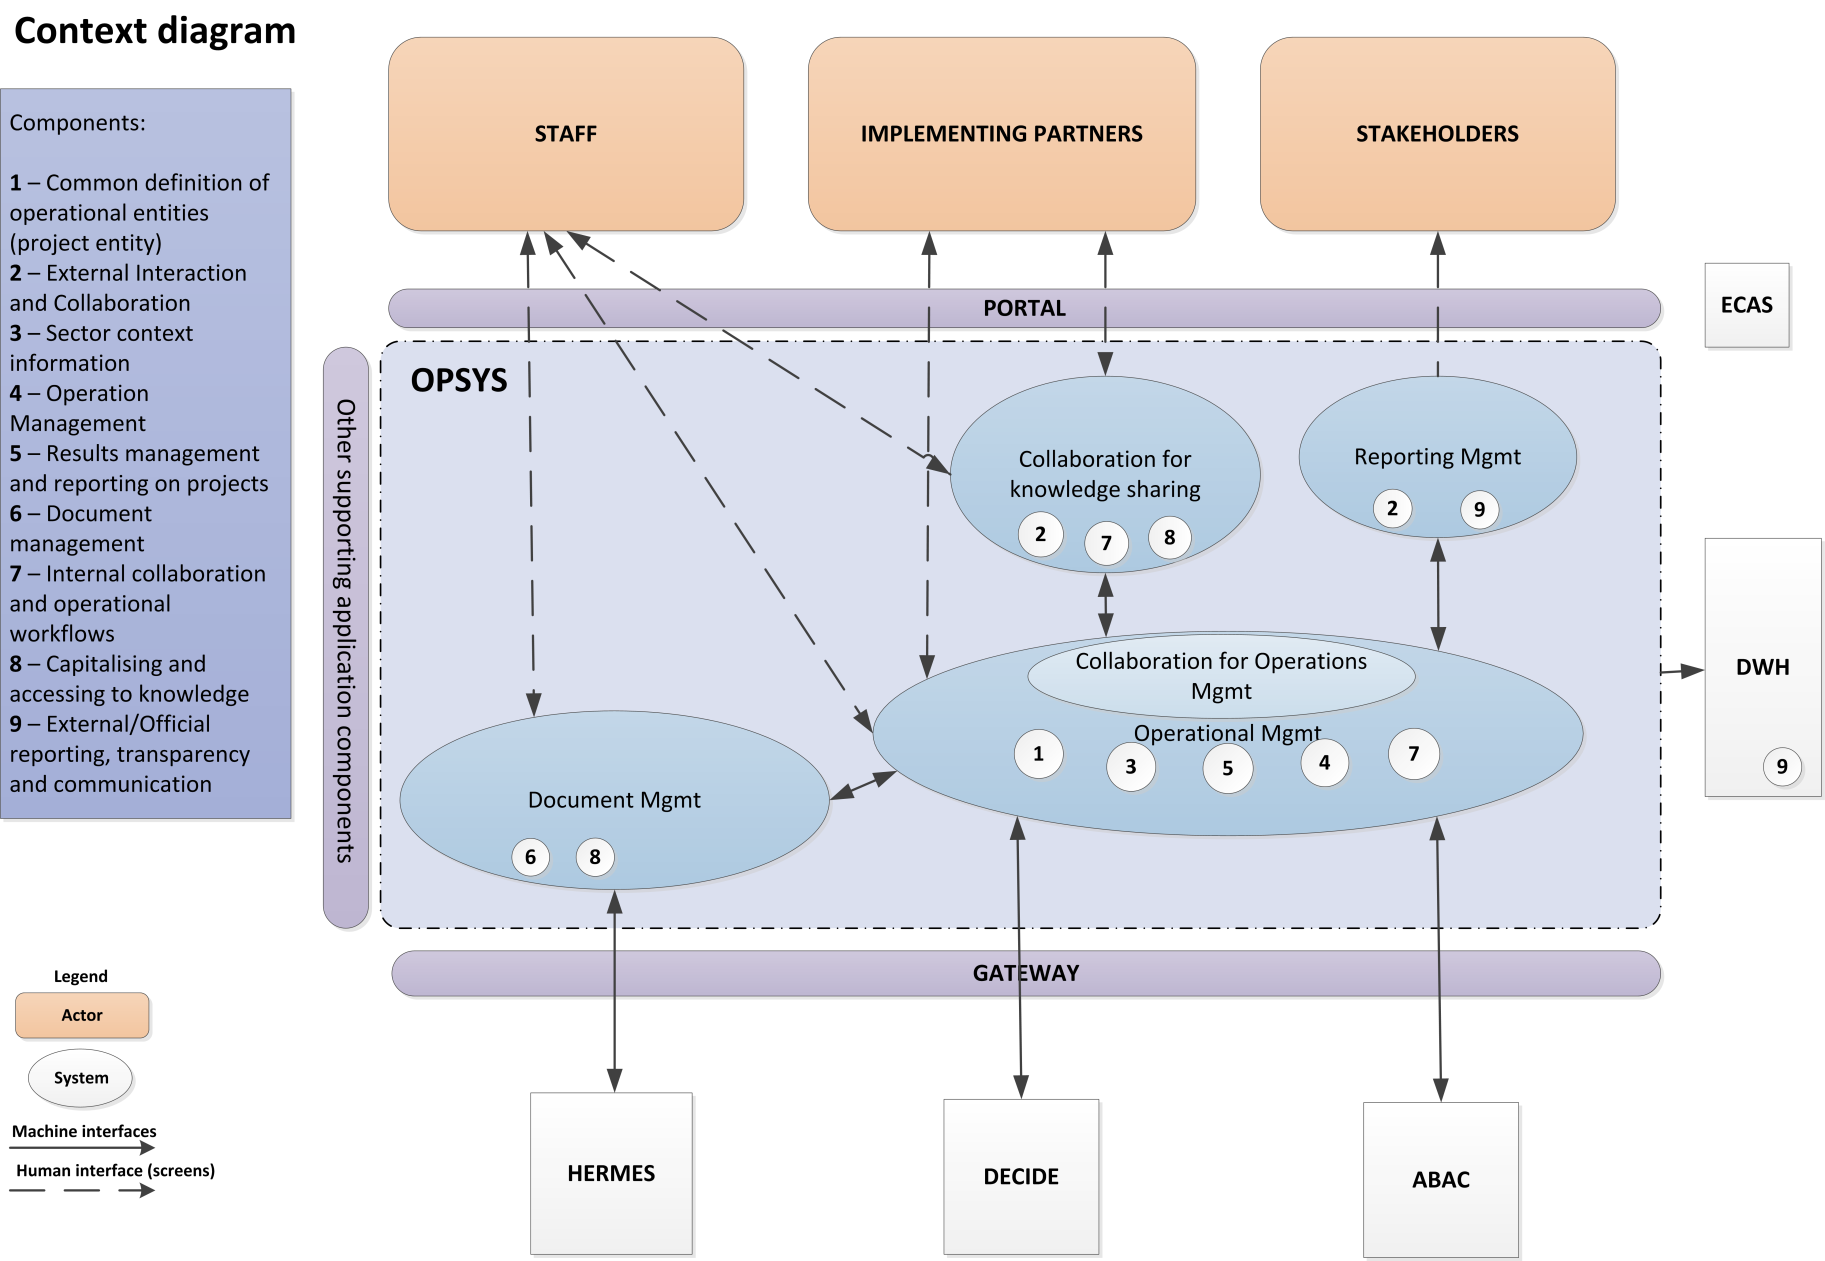 Context diagram
Components:
1 – Common definition of
operational entities
(project entity)
2 – External Interaction
and Collaboration
3 – Sector context
information
4 – Operation
Management
5 – Results management
and reporting on projects
6 – Document
management
7 – Internal collaboration
and operational
workflows
8 – Capitalising and
accessing to knowledge
9 – External/Official
reporting, transparency
and communication
STAFF
IMPLEMENTING PARTNERS
STAKEHOLDERS
PORTAL
ECAS
Other supporting application components
OPSYS
Collaboration for
knowledge sharing
2
7
8
Reporting Mgmt
2
9
Collaboration for Operations
Mgmt
Operational Mgmt
1
3
5
4
7
Document Mgmt
6
8
DWH
9
GATEWAY
HERMES
DECIDE
ABAC
Legend
Actor
System
Machine interfaces
Human interface (screens)